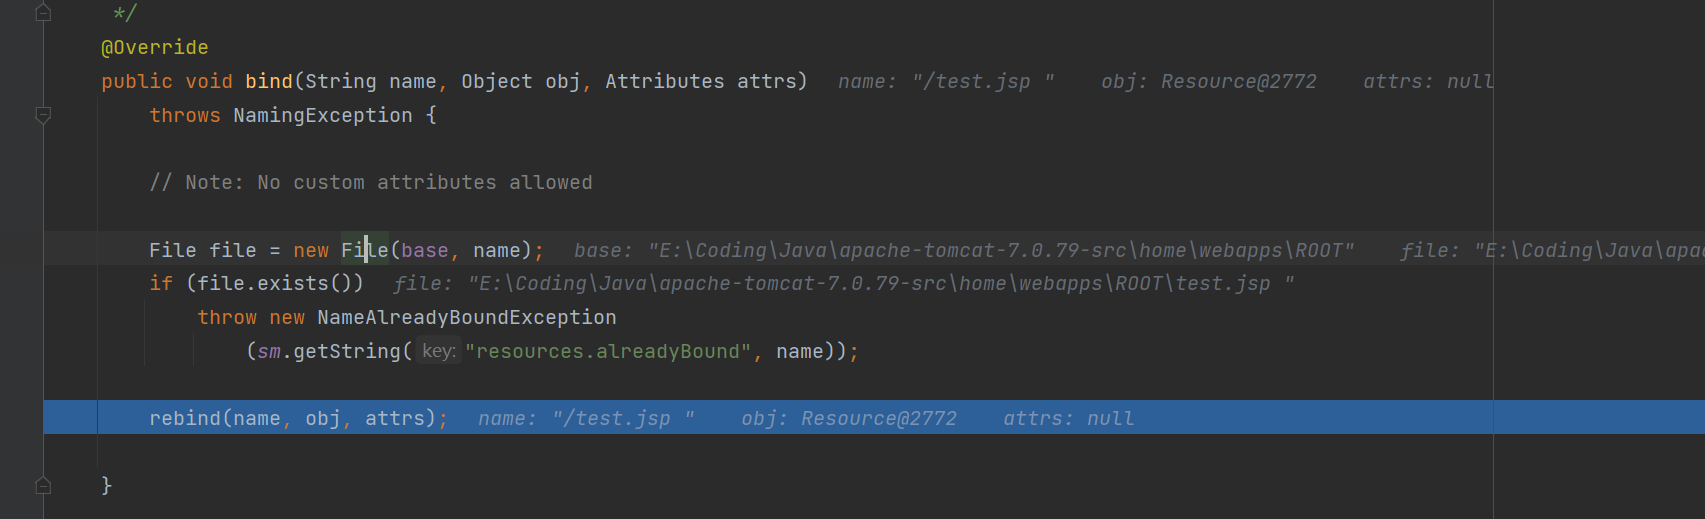 */
@Override
public void bind(String name, Object obj, Attributes attrs) name: "/test.jsp " obj: Resource@2772 attrs: null
throws NamingException {
// Note: No custom attributes allowed
File file = new File(base, name); base: "E:\Coding\Java\apache-tomcat-7.0.79-src\home\webapps\ROOT" file: "E:\Coding\Java\apac
if (file.exists()) file: "E:\Coding\Java\apache-tomcat-7.0.79-src\home\webapps\ROOT\test.jsp "
throw new NameAlreadyBoundException
(sm.getString( key: "resources.alreadyBound", name));
rebind(name, obj, attrs); name: "/test.jsp " obj: Resource@2772 attrs: null
}